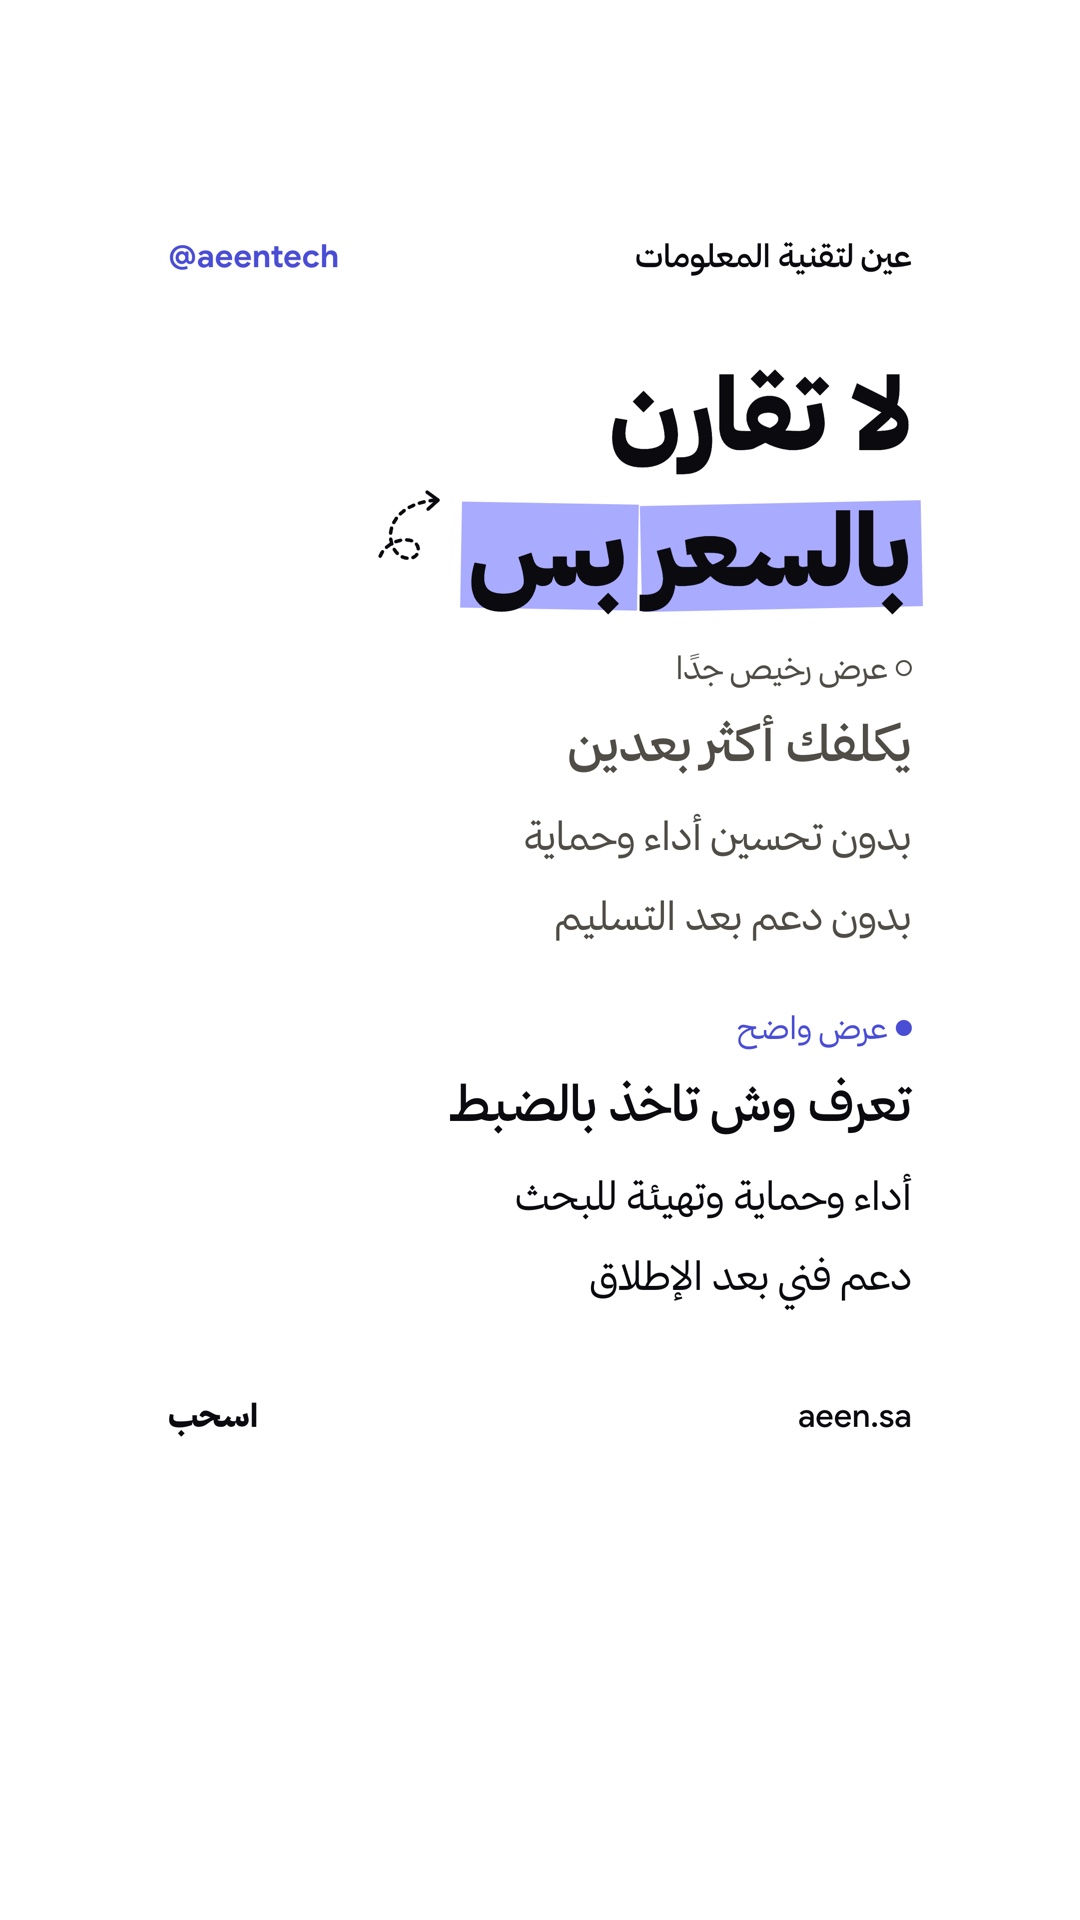 عين لتقنية المعلومات
@aeentech
لا تقارن
بالسعر بس
عرض رخيص جدًا
يكلفك أكثر بعدين
بدون تحسين أداء وحماية
بدون دعم بعد التسليم
عرض واضح
تعرف وش تاخذ بالضبط
أداء وحماية وتهيئة للبحث
دعم فني بعد الإطلاق
aeen.sa
اسحب